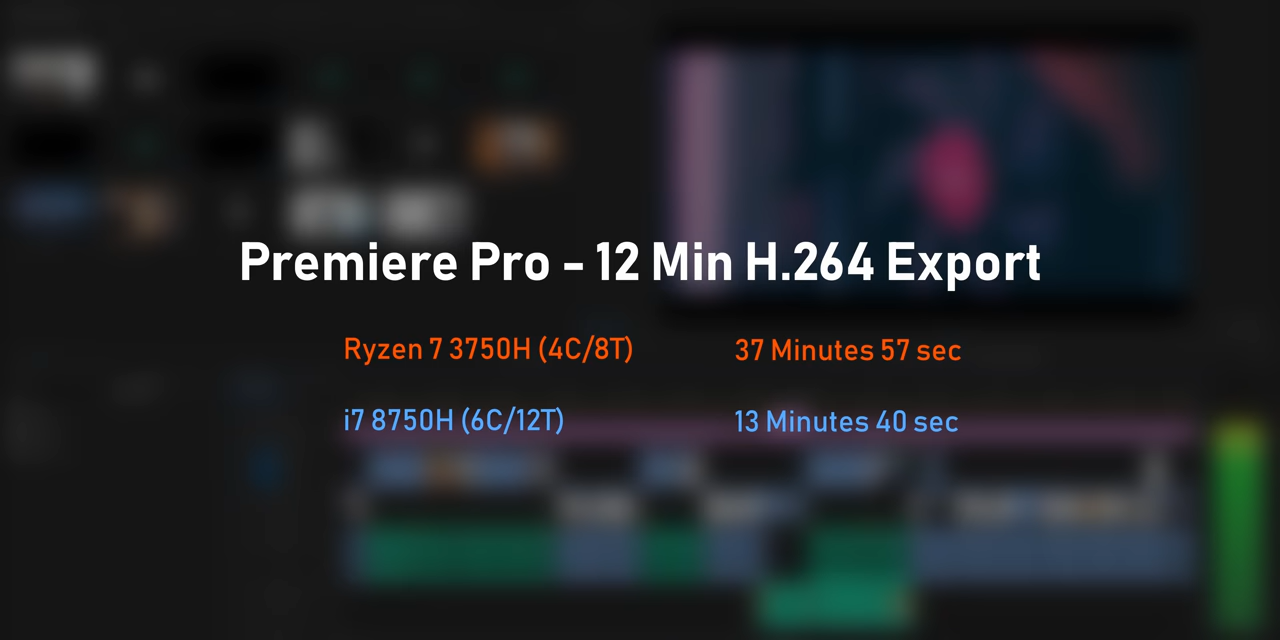 Premiere Pro - 12 Min H.264 Export
Ryzen 7 3750H (4C/8T) 37 Minutes 57 sec
i7 8750H (6C/12T) 13 Minutes 40 sec